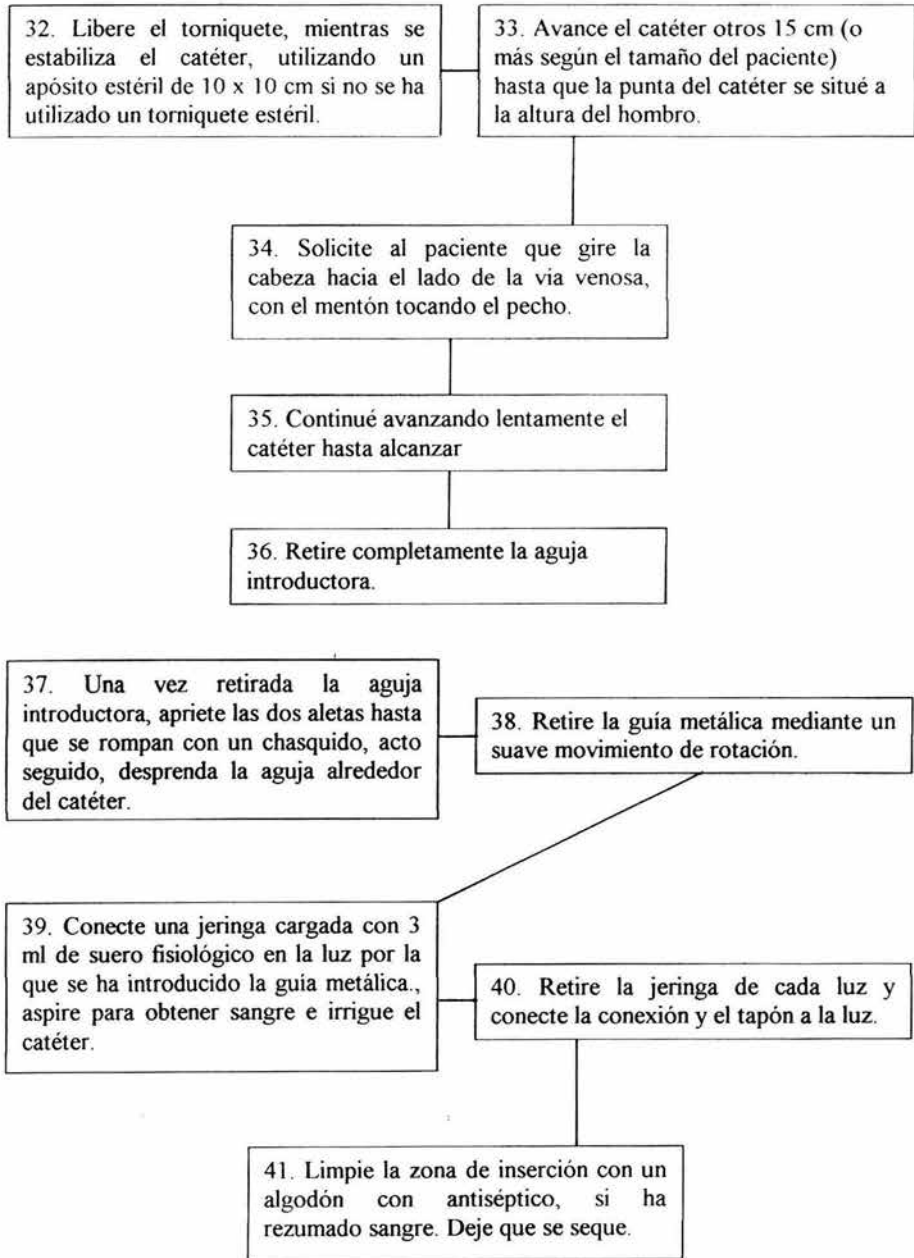 32. Libere el torniquete, mientras se
estabiliza el catéter, utilizando un
apósito estéril de 10 x 10 cm si no se ha
utilizado un torniquete estéril.
33. Avance el catéter otros 15 cm (o
más según el tamaño del paciente)
hasta que la punta del catéter se situé a
la altura del hombro.
34. Solicite al paciente que gire la
cabeza hacia el lado de la via venosa,
con el mentón tocando el pecho.
35. Continué avanzando lentamente el
catéter hasta alcanzar
36. Retire completamente la aguja
introductora.
37. Una vez retirada la aguja
introductora, apriete las dos aletas hasta
que se rompan con un chasquido, acto
seguido, desprenda la aguja alrededor
del catéter.
38. Retire la guía metálica mediante un
suave movimiento de rotación.
39. Conecte una jeringa cargada con 3
ml de suero fisiológico en la luz por la
que se ha introducido la guía metálica.,
aspire para obtener sangre e irrigue el
catéter.
40. Retire la jeringa de cada luz y
conecte la conexión y el tapón a la luz.
41. Limpie la zona de inserción con un
algodón con antiséptico, si ha
rezumado sangre. Deje que se seque.